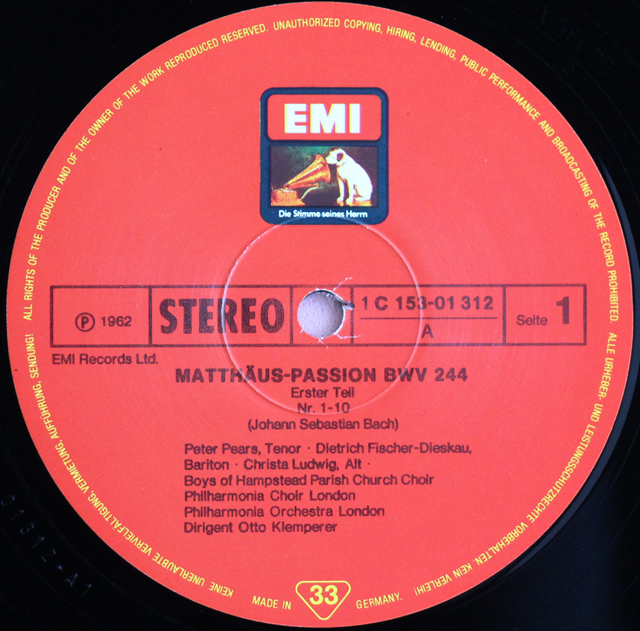 ALL RIGHTS OF THE PRODUCER AND OF THE OWNER OF THE WORK REPRODUCED RESERVED. UNAUTHORIZED COPYING, HIRING, LENDING, PUBLIC PERFORMANCE AND BROADCASTING OF THE RECORD PROHIBITED. ALLE URHEBER- UND LEISTUNGSSCHUTZRECHTE VORBEHALTEN. KEIN VERLEIH!
KEINE UNERLAUBTE VERVIELFÄLTIGUNG, VERMIETUNG, AUFFÜHRUNG, SENDUNG!
EMI
Die Stimme seines Herrn
Ⓟ 1962 STEREO 1 C 153-01 312 A Seite 1
EMI Records Ltd.
MATTHÄUS-PASSION BWV 244
Erster Teil
Nr. 1-10
(Johann Sebastian Bach)
Peter Pears, Tenor · Dietrich Fischer-Dieskau,
Bariton · Christa Ludwig, Alt ·
Boys of Hampstead Parish Church Choir
Philharmonia Choir London
Philharmonia Orchestra London
Dirigent Otto Klemperer
MADE IN 33 GERMANY.